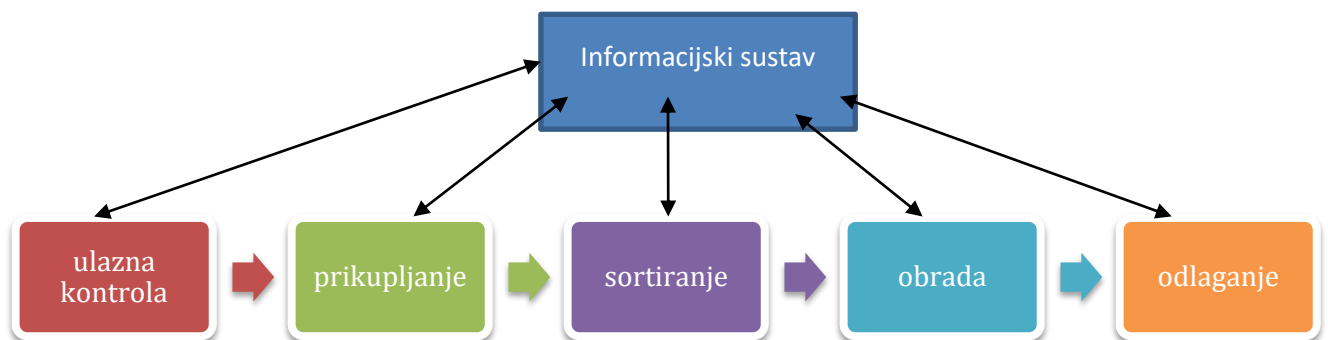 Informacijski sustav
ulazna
kontrola
prikupljanje
sortiranje
obrada
odlaganje